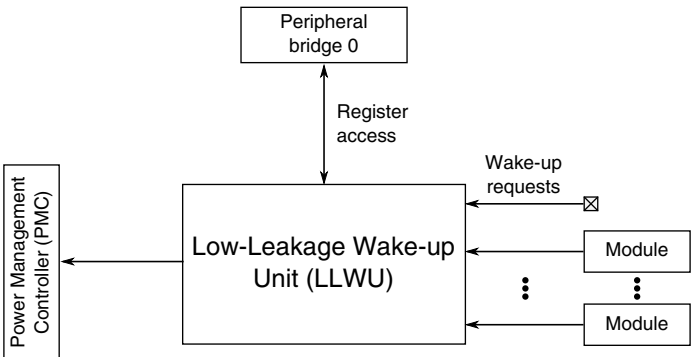 Peripheral
bridge 0
Register
access
Wake-up
requests
Power Management
Controller (PMC)
Low-Leakage Wake-up
Unit (LLWU)
Module
Module